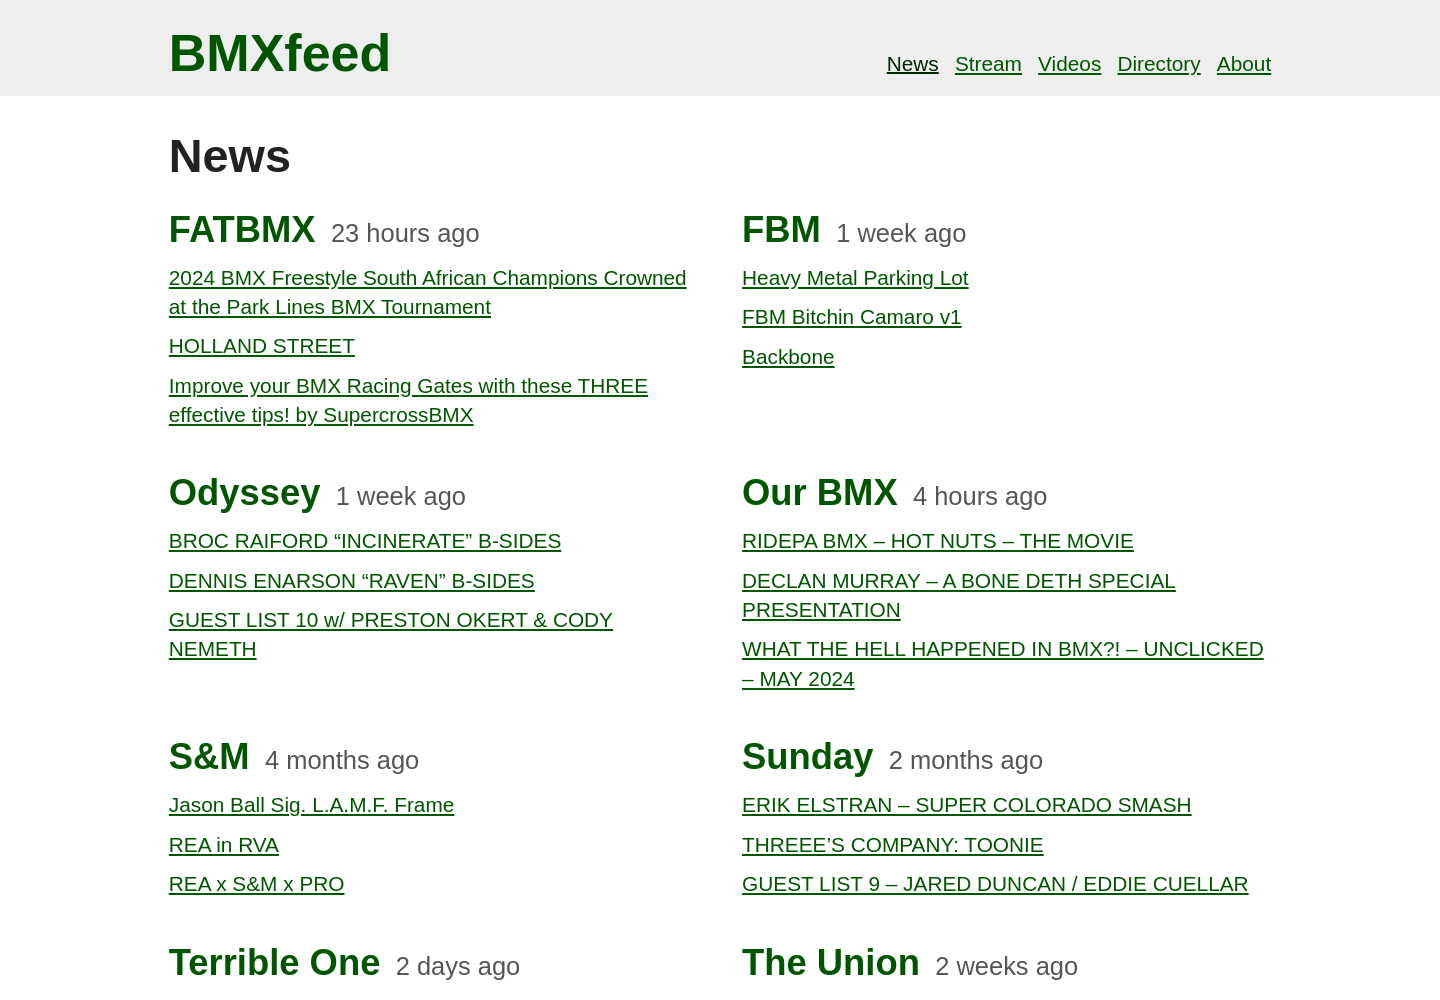 BMXfeed
News Stream Videos Directory About
News
FATBMX 23 hours ago
2024 BMX Freestyle South African Champions Crowned
at the Park Lines BMX Tournament
HOLLAND STREET
Improve your BMX Racing Gates with these THREE
effective tips! by SupercrossBMX
FBM 1 week ago
Heavy Metal Parking Lot
FBM Bitchin Camaro v1
Backbone
Odyssey 1 week ago
BROC RAIFORD “INCINERATE” B-SIDES
DENNIS ENARSON “RAVEN” B-SIDES
GUEST LIST 10 w/ PRESTON OKERT & CODY
NEMETH
Our BMX 4 hours ago
RIDEPA BMX – HOT NUTS – THE MOVIE
DECLAN MURRAY – A BONE DETH SPECIAL
PRESENTATION
WHAT THE HELL HAPPENED IN BMX?! – UNCLICKED
– MAY 2024
S&M 4 months ago
Jason Ball Sig. L.A.M.F. Frame
REA in RVA
REA x S&M x PRO
Sunday 2 months ago
ERIK ELSTRAN – SUPER COLORADO SMASH
THREEE’S COMPANY: TOONIE
GUEST LIST 9 – JARED DUNCAN / EDDIE CUELLAR
Terrible One 2 days ago
The Union 2 weeks ago